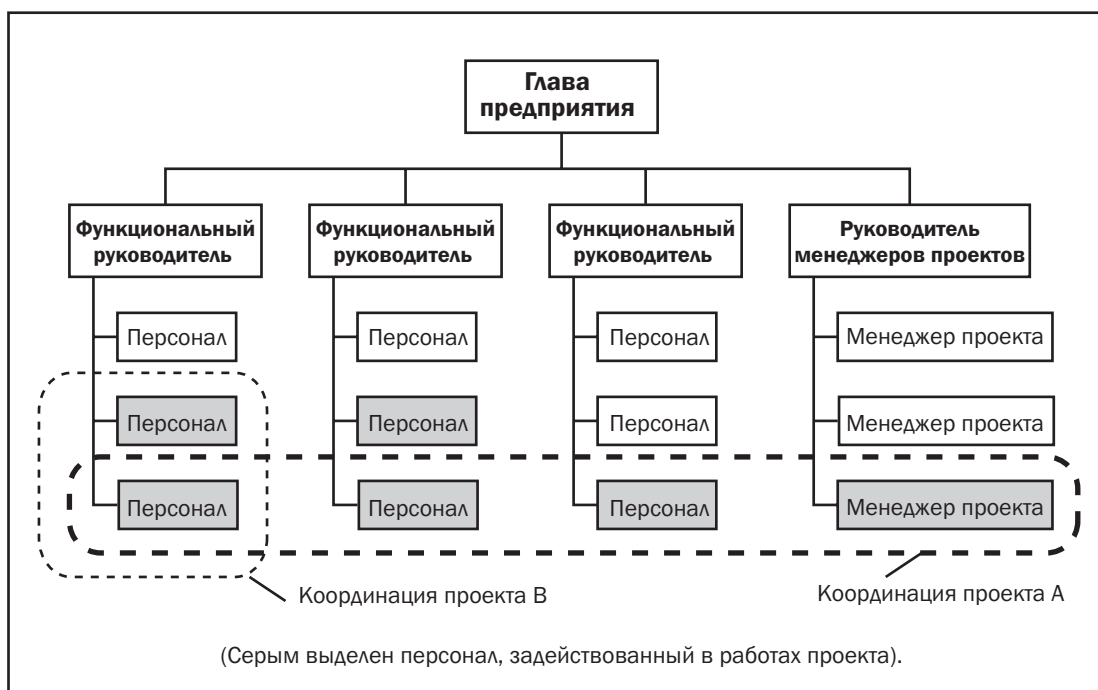 Глава
предприятия
Функциональный
руководитель
Функциональный
руководитель
Функциональный
руководитель
Руководитель
менеджеров проектов
Персонал
Персонал
Персонал
Менеджер проекта
Персонал
Персонал
Персонал
Менеджер проекта
Персонал
Персонал
Персонал
Менеджер проекта
Координация проекта B
Координация проекта A
(Серым выделен персонал, задействованный в работах проекта).